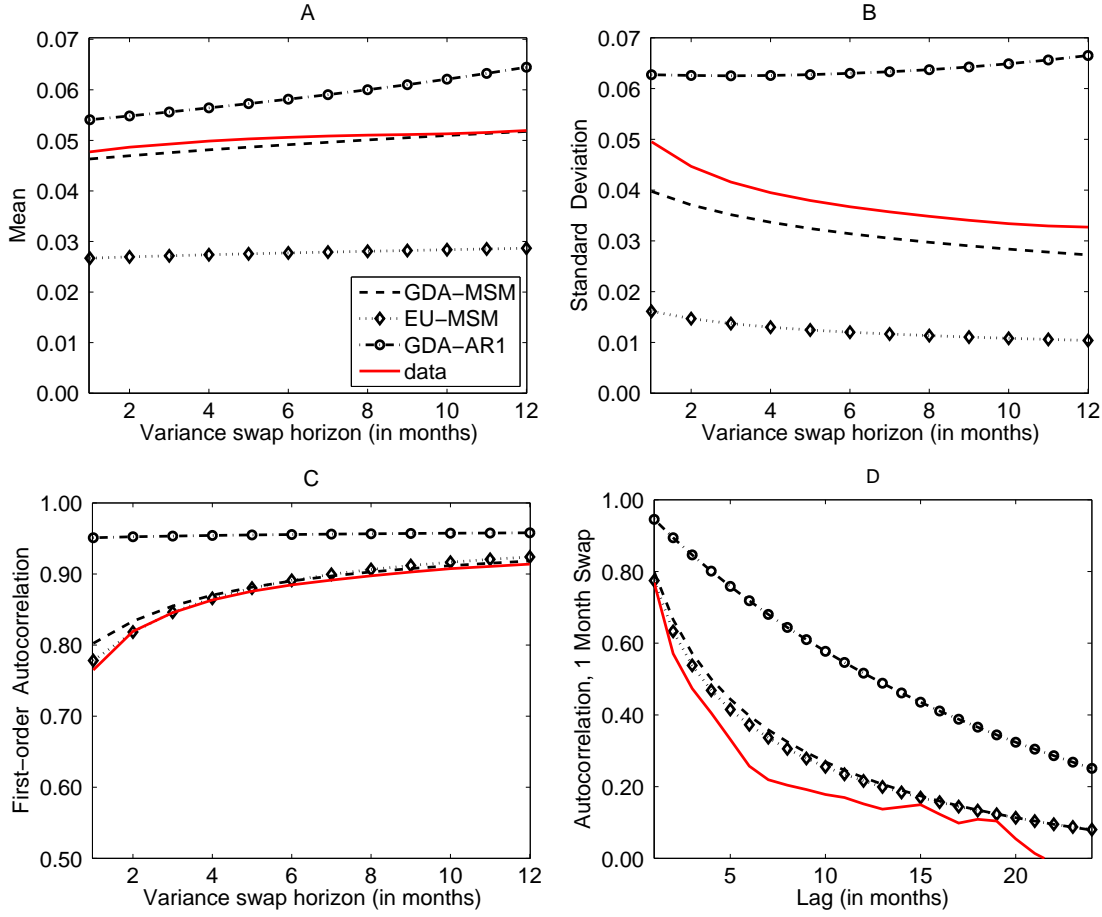 A
0.07
0.06
0.05
0.04
0.03
0.02
0.01
0.00
Mean
2 4 6 8 10 12
Variance swap horizon (in months)
GDA−MSM
EU−MSM
GDA−AR1
data
B
0.07
0.06
0.05
0.04
0.03
0.02
0.01
0.00
Standard Deviation
2 4 6 8 10 12
Variance swap horizon (in months)
C
1.00
0.90
0.80
0.70
0.60
0.50
First−order Autocorrelation
2 4 6 8 10 12
Variance swap horizon (in months)
D
1.00
0.80
0.60
0.40
0.20
0.00
Autocorrelation, 1 Month Swap
5 10 15 20
Lag (in months)